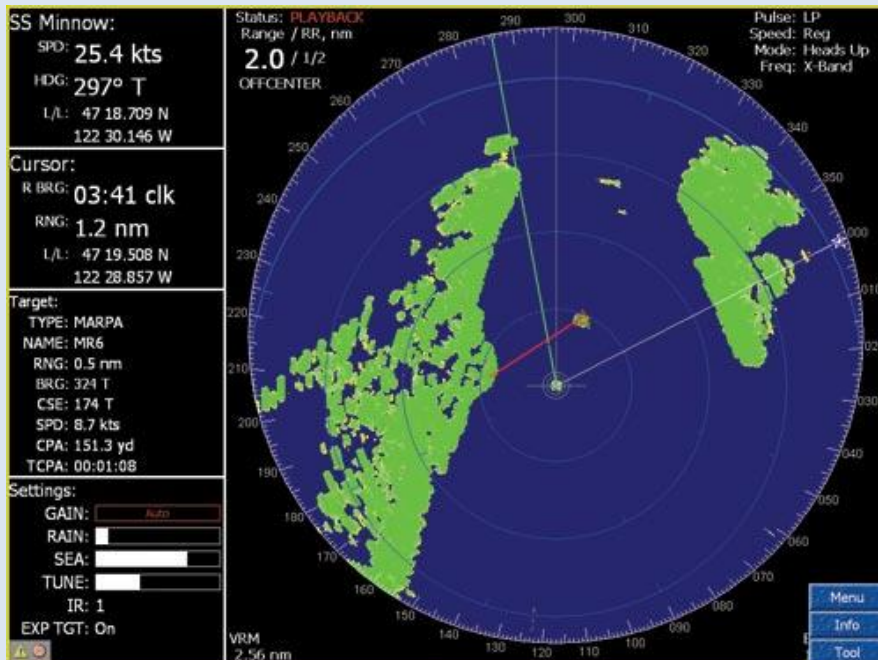 SS Minnow:
SPD: 25.4 kts
HDG: 297° T
L/L: 47 18.709 N
122 30.146 W
Cursor:
R BRG: 03:41 clk
RNG: 1.2 nm
L/L: 47 19.508 N
122 28.857 W
Target:
TYPE: MARPA
NAME: MR6
RNG: 0.5 nm
BRG: 324 T
CSE: 174 T
SPD: 8.7 kts
CPA: 151.3 yd
TCPA: 00:01:08
Settings:
GAIN: Auto
RAIN:
SEA:
TUNE:
IR: 1
EXP TGT: On
Status: PLAYBACK
Range / RR, nm
2.0 / 1/2
OFFCENTER
Pulse: LP
Speed: Reg
Mode: Heads Up
Freq: X-Band
290 300 310
280 320
270 330
260 340
250 350
240 000
230 010
220 020
210 030
200 040
190 050
180 060
170 070
160 080
150 090
140 130 120 110 100
VRM
2.56 nm
Menu
Info
Tool